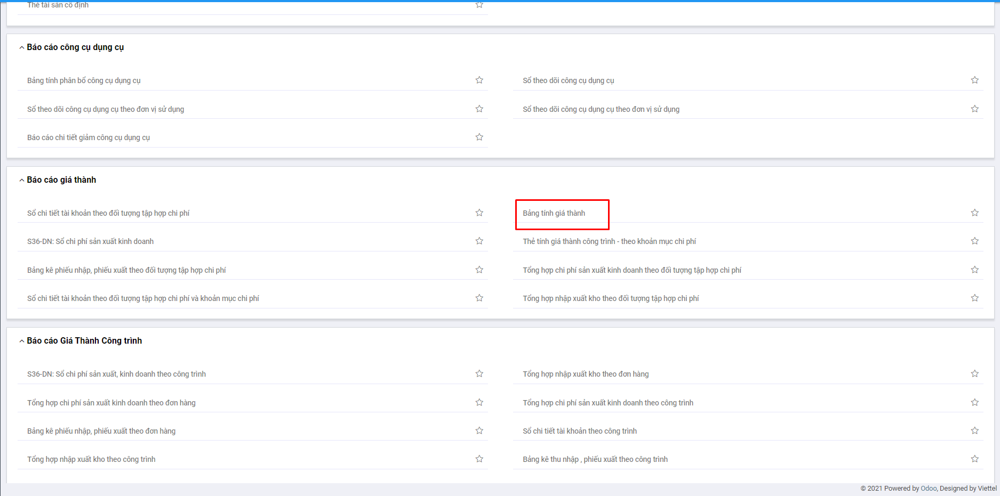 Thẻ tài sản cố định
Báo cáo công cụ dụng cụ
Bảng tính phân bổ công cụ dụng cụ
Sổ theo dõi công cụ dụng cụ
Sổ theo dõi công cụ dụng cụ theo đơn vị sử dụng
Sổ theo dõi công cụ dụng cụ theo đơn vị sử dụng
Báo cáo chi tiết giảm công cụ dụng cụ
Báo cáo giá thành
Sổ chi tiết tài khoản theo đối tượng tập hợp chi phí
Bảng tính giá thành
S36-DN: Sổ chi phí sản xuất kinh doanh
Thẻ tính giá thành công trình - theo khoản mục chi phí
Bảng kê phiếu nhập, phiếu xuất theo đối tượng tập hợp chi phí
Tổng hợp chi phí sản xuất kinh doanh theo đối tượng tập hợp chi phí
Sổ chi tiết tài khoản theo đối tượng tập hợp chi phí và khoản mục chi phí
Tổng hợp nhập xuất kho theo đối tượng tập hợp chi phí
Báo cáo Giá Thành Công trình
S36-DN: Sổ chi phí sản xuất, kinh doanh theo công trình
Tổng hợp nhập xuất kho theo đơn hàng
Tổng hợp chi phí sản xuất kinh doanh theo đơn hàng
Tổng hợp chi phí sản xuất kinh doanh theo công trình
Bảng kê phiếu nhập, phiếu xuất theo đơn hàng
Sổ chi tiết tài khoản theo công trình
Tổng hợp nhập xuất kho theo công trình
Bảng kê thu nhập , phiếu xuất theo công trình
© 2021 Powered by Odoo, Designed by Viettel